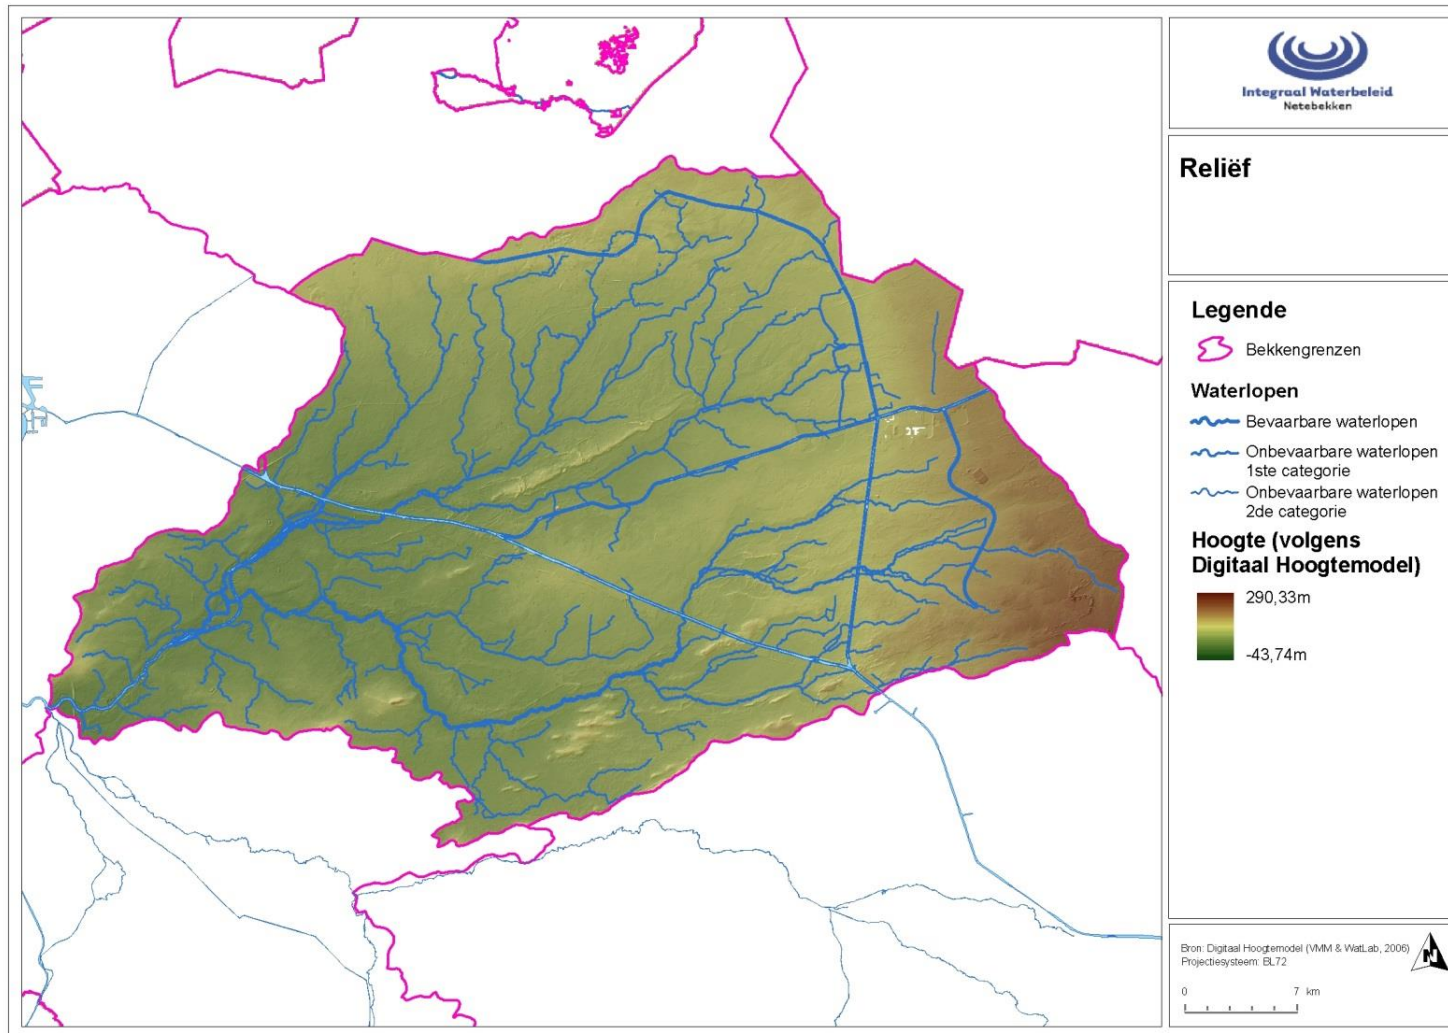 Integraal Waterbeleid
Netebekken
Reliëf
Legende
Bekkengrenzen
Waterlopen
Bevaarbare waterlopen
Onbevaarbare waterlopen
1ste categorie
Onbevaarbare waterlopen
2de categorie
Hoogte (volgens
Digitaal Hoogtemodel)
290,33m
-43,74m
Bron: Digitaal Hoogtemodel (VMM & WatLab, 2006)
Projectiesysteem: BL72
N
0 7 km